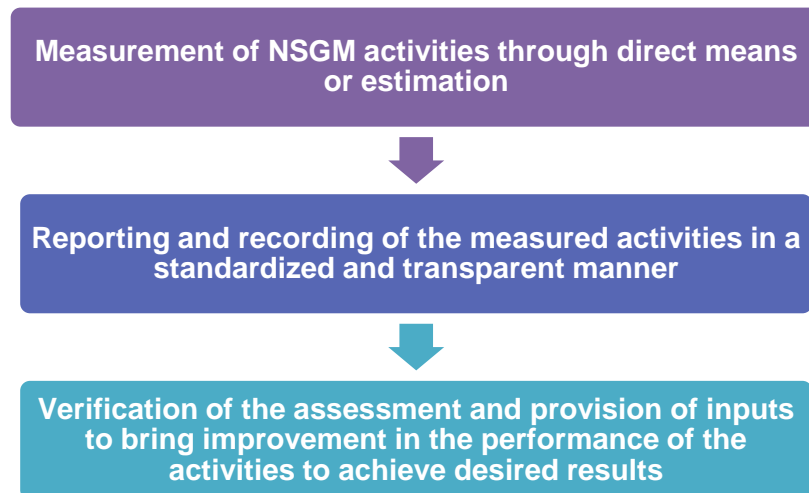 Measurement of NSGM activities through direct means
or estimation
Reporting and recording of the measured activities in a
standardized and transparent manner
Verification of the assessment and provision of inputs
to bring improvement in the performance of the
activities to achieve desired results